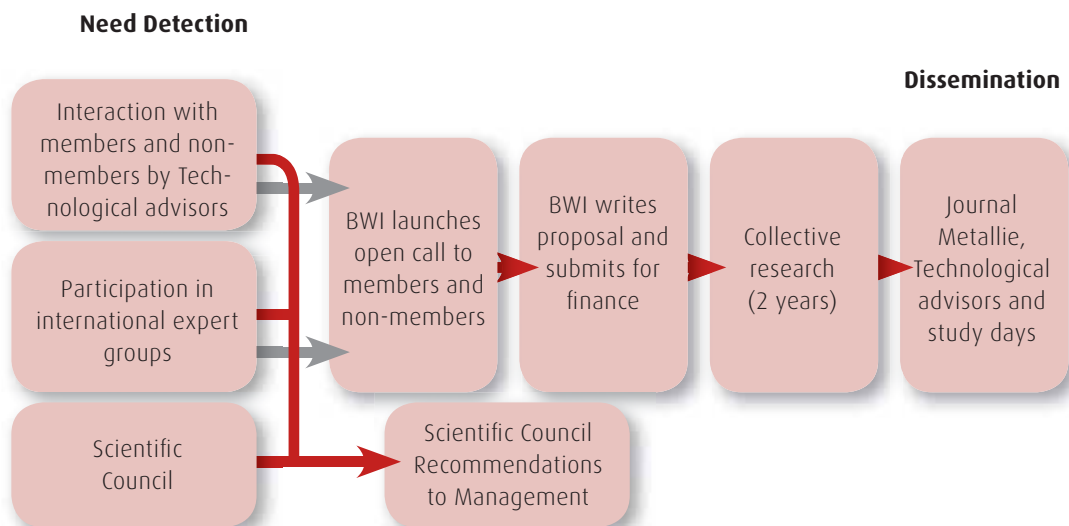 Need Detection
Dissemination
Interaction with
members and non-
members by Tech-
nological advisors
Participation in
international expert
groups
Scientific
Council
BWI launches
open call to
members and
non-members
BWI writes
proposal and
submits for
finance
Collective
research
(2 years)
Journal
Metallie,
Technological
advisors and
study days
Scientific Council
Recommendations
to Management